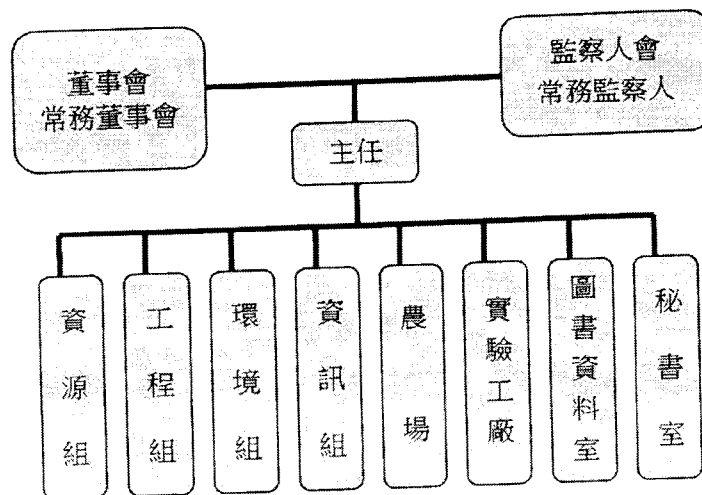 董事會
常務董事會
監察人會
常務監察人
主任
資源組
工程組
環境組
資訊組
農場
實驗工廠
圖書資料室
秘書室